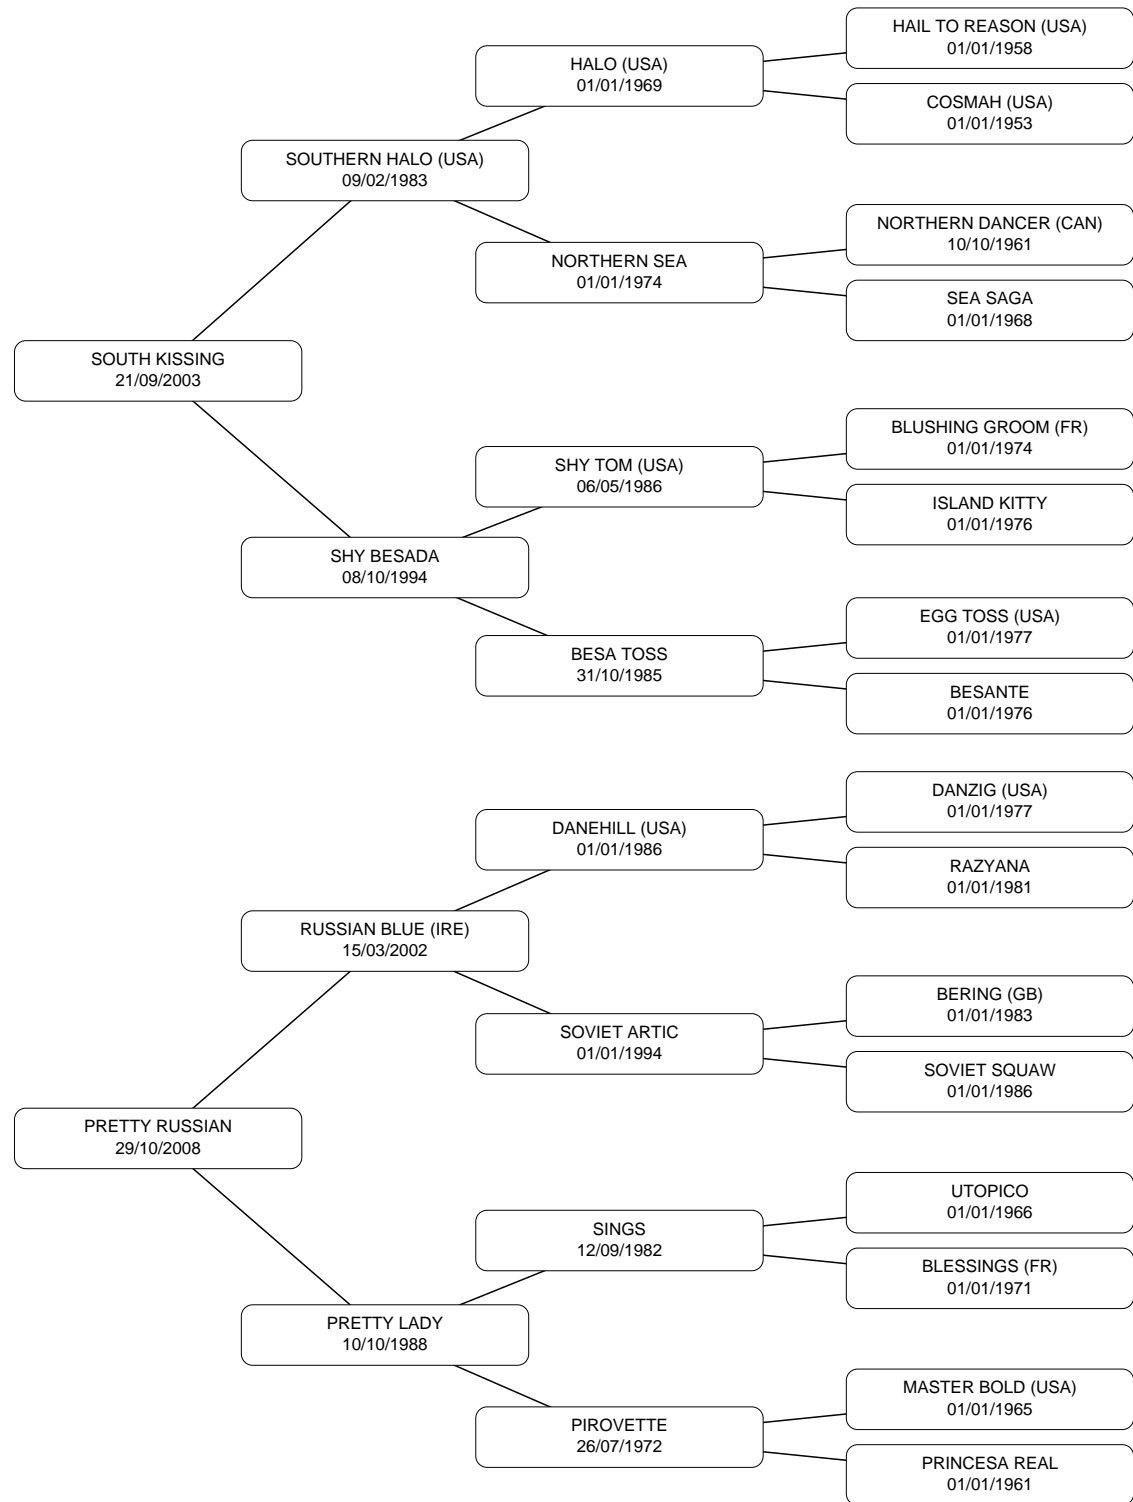 HAIL TO REASON (USA)
01/01/1958
HALO (USA)
01/01/1969
COSMAH (USA)
01/01/1953
SOUTHERN HALO (USA)
09/02/1983
NORTHERN DANCER (CAN)
10/10/1961
NORTHERN SEA
01/01/1974
SEA SAGA
01/01/1968
SOUTH KISSING
21/09/2003
BLUSHING GROOM (FR)
01/01/1974
SHY TOM (USA)
06/05/1986
ISLAND KITTY
01/01/1976
SHY BESADA
08/10/1994
EGG TOSS (USA)
01/01/1977
BESA TOSS
31/10/1985
BESANTE
01/01/1976
DANZIG (USA)
01/01/1977
DANEHILL (USA)
01/01/1986
RAZYANA
01/01/1981
RUSSIAN BLUE (IRE)
15/03/2002
BERING (GB)
01/01/1983
SOVIET ARTIC
01/01/1994
SOVIET SQUAW
01/01/1986
PRETTY RUSSIAN
29/10/2008
UTOPICO
01/01/1966
SINGS
12/09/1982
BLESSINGS (FR)
01/01/1971
PRETTY LADY
10/10/1988
MASTER BOLD (USA)
01/01/1965
PIROVETTE
26/07/1972
PRINCESA REAL
01/01/1961